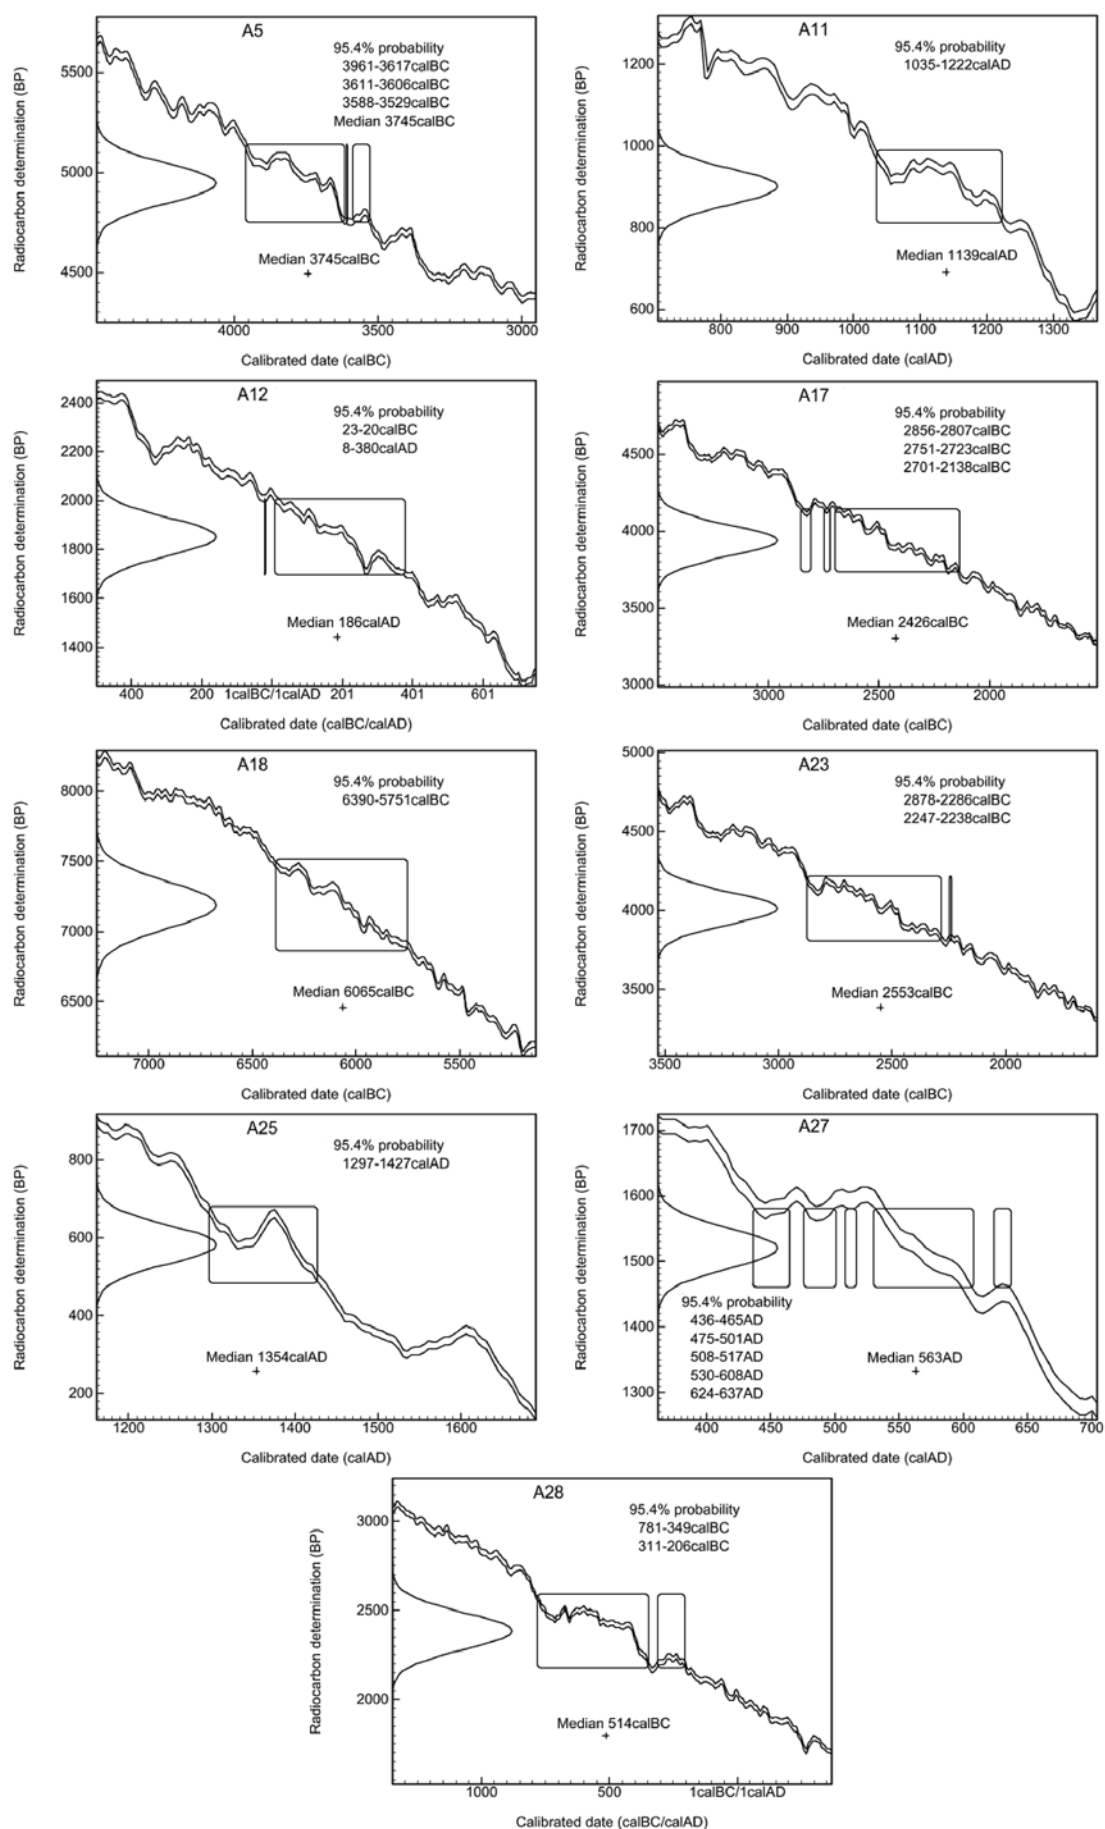 A5
95.4% probability
3961-3617calBC
3611-3606calBC
3588-3529calBC
Median 3745calBC
Median 3745calBC
Radiocarbon determination (BP)
5500
5000
4500
4000 3500 3000
Calibrated date (calBC)
A11
95.4% probability
1035-1222calAD
Median 1139calAD
Radiocarbon determination (BP)
1200
1000
800
600
800 900 1000 1100 1200 1300
Calibrated date (calAD)
A12
95.4% probability
23-20calBC
8-380calAD
Median 186calAD
Radiocarbon determination (BP)
2400
2200
2000
1800
1600
1400
400 200 1calBC/1calAD 201 401 601
Calibrated date (calBC/calAD)
A17
95.4% probability
2856-2807calBC
2751-2723calBC
2701-2138calBC
Median 2426calBC
Radiocarbon determination (BP)
4500
4000
3500
3000
3000 2500 2000
Calibrated date (calBC)
A18
95.4% probability
6390-5751calBC
Median 6065calBC
Radiocarbon determination (BP)
8000
7500
7000
6500
7000 6500 6000 5500
Calibrated date (calBC)
A23
95.4% probability
2878-2286calBC
2247-2238calBC
Median 2553calBC
Radiocarbon determination (BP)
5000
4500
4000
3500
3500 3000 2500 2000
Calibrated date (calBC)
A25
95.4% probability
1297-1427calAD
Median 1354calAD
Radiocarbon determination (BP)
800
600
400
200
1200 1300 1400 1500 1600
Calibrated date (calAD)
A27
Radiocarbon determination (BP)
1700
1600
1500
1400
1300
95.4% probability
436-465AD
475-501AD
508-517AD
530-608AD
624-637AD
Median 563AD
400 450 500 550 600 650 700
Calibrated date (calAD)
A28
95.4% probability
781-349calBC
311-206calBC
Median 514calBC
Radiocarbon determination (BP)
3000
2500
2000
1000 500 1calBC/1calAD
Calibrated date (calBC/calAD)